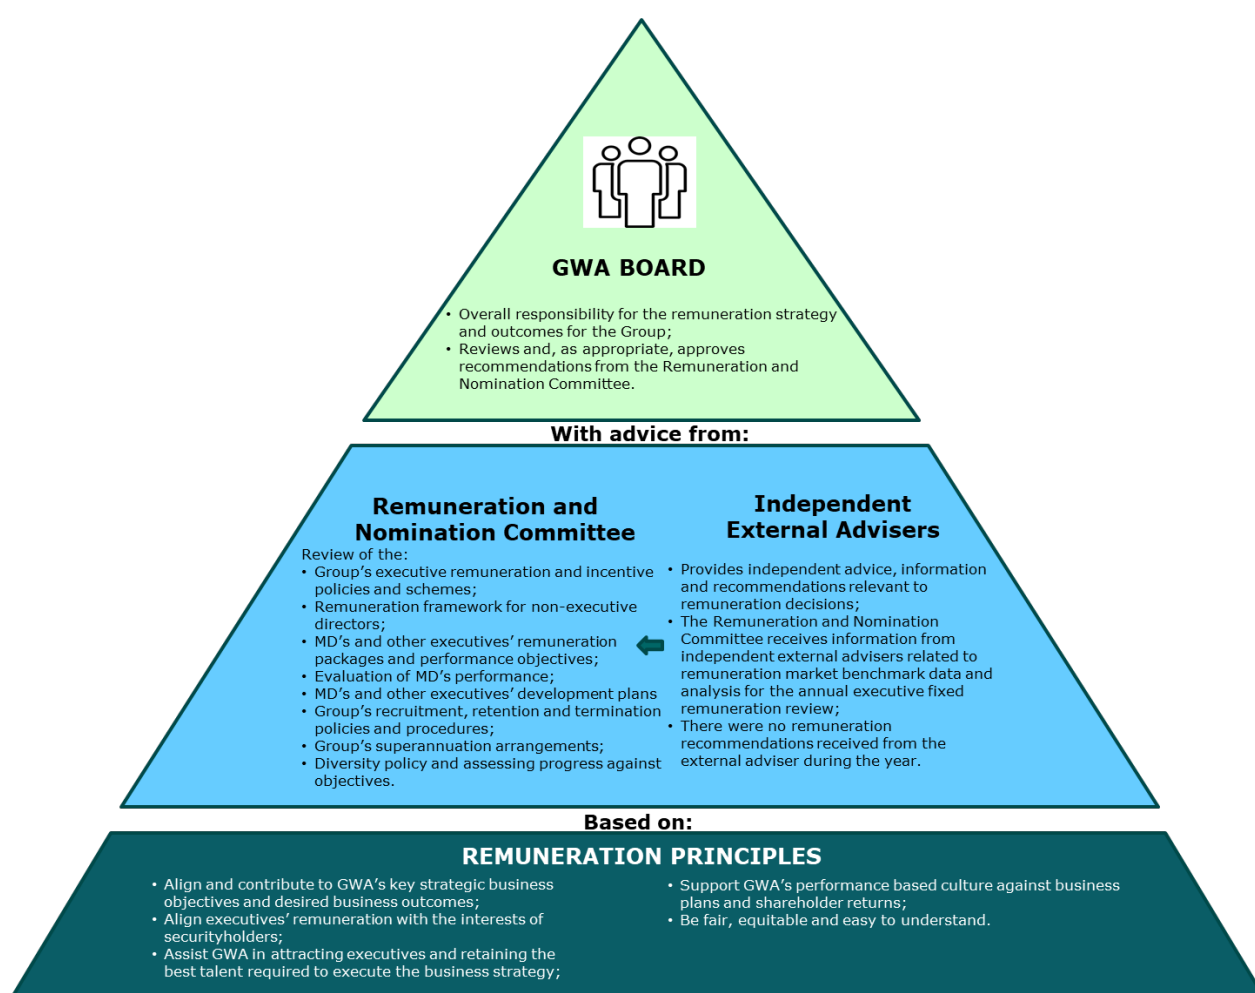 GWA BOARD
• Overall responsibility for the remuneration strategy
and outcomes for the Group;
• Reviews and, as appropriate, approves
recommendations from the Remuneration and
Nomination Committee.
With advice from:
Remuneration and
Nomination Committee
Review of the:
• Group's executive remuneration and incentive
policies and schemes;
• Remuneration framework for non-executive
directors;
• MD's and other executives' remuneration
packages and performance objectives;
• Evaluation of MD's performance;
• MD's and other executives' development plans
• Group's recruitment, retention and termination
policies and procedures;
• Group's superannuation arrangements;
• Diversity policy and assessing progress against
objectives.
Independent
External Advisers
• Provides independent advice, information
and recommendations relevant to
remuneration decisions;
• The Remuneration and Nomination
Committee receives information from
independent external advisers related to
remuneration market benchmark data and
analysis for the annual executive fixed
remuneration review;
• There were no remuneration
recommendations received from the
external adviser during the year.
Based on:
REMUNERATION PRINCIPLES
• Align and contribute to GWA's key strategic business
objectives and desired business outcomes;
• Align executives' remuneration with the interests of
securityholders;
• Assist GWA in attracting executives and retaining the
best talent required to execute the business strategy;
• Support GWA's performance based culture against business
plans and shareholder returns;
• Be fair, equitable and easy to understand.